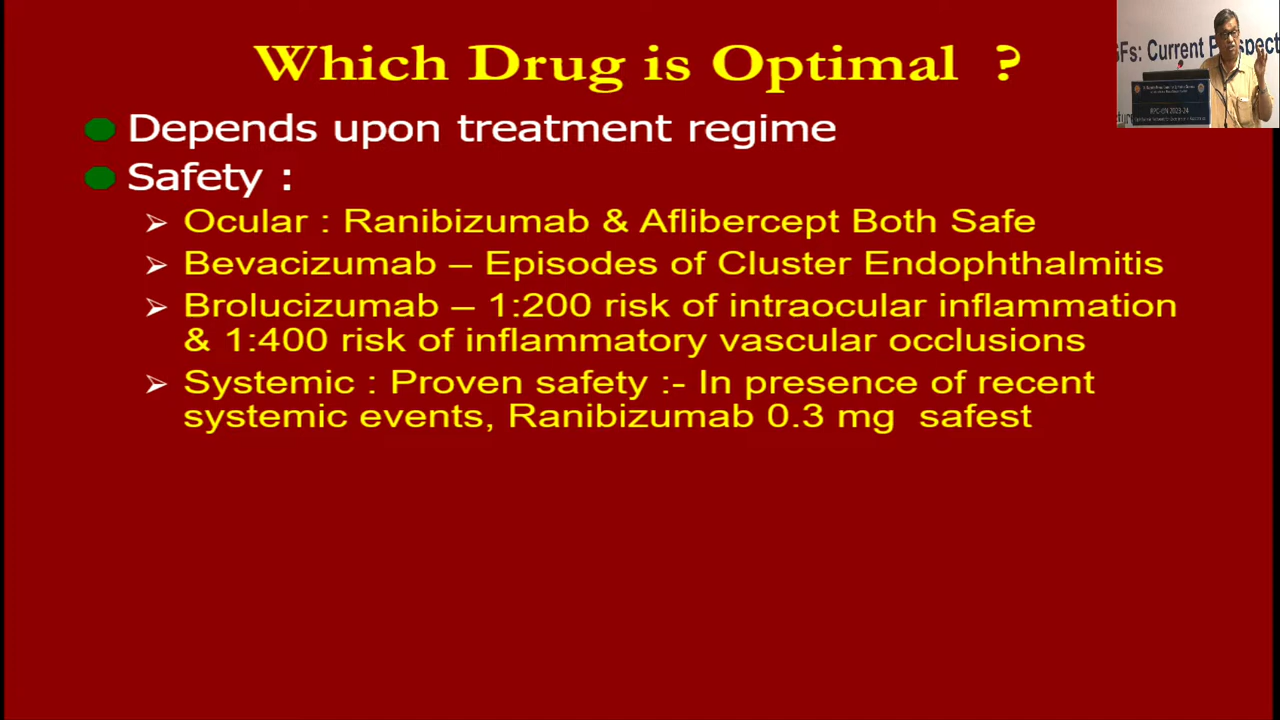 Which Drug is Optimal ?
Depends upon treatment regime
Safety :
Ocular : Ranibizumab & Aflibercept Both Safe
Bevacizumab – Episodes of Cluster Endophthalmitis
Brolucizumab – 1:200 risk of intraocular inflammation
& 1:400 risk of inflammatory vascular occlusions
Systemic : Proven safety :- In presence of recent
systemic events, Ranibizumab 0.3 mg safest
GFs: Current